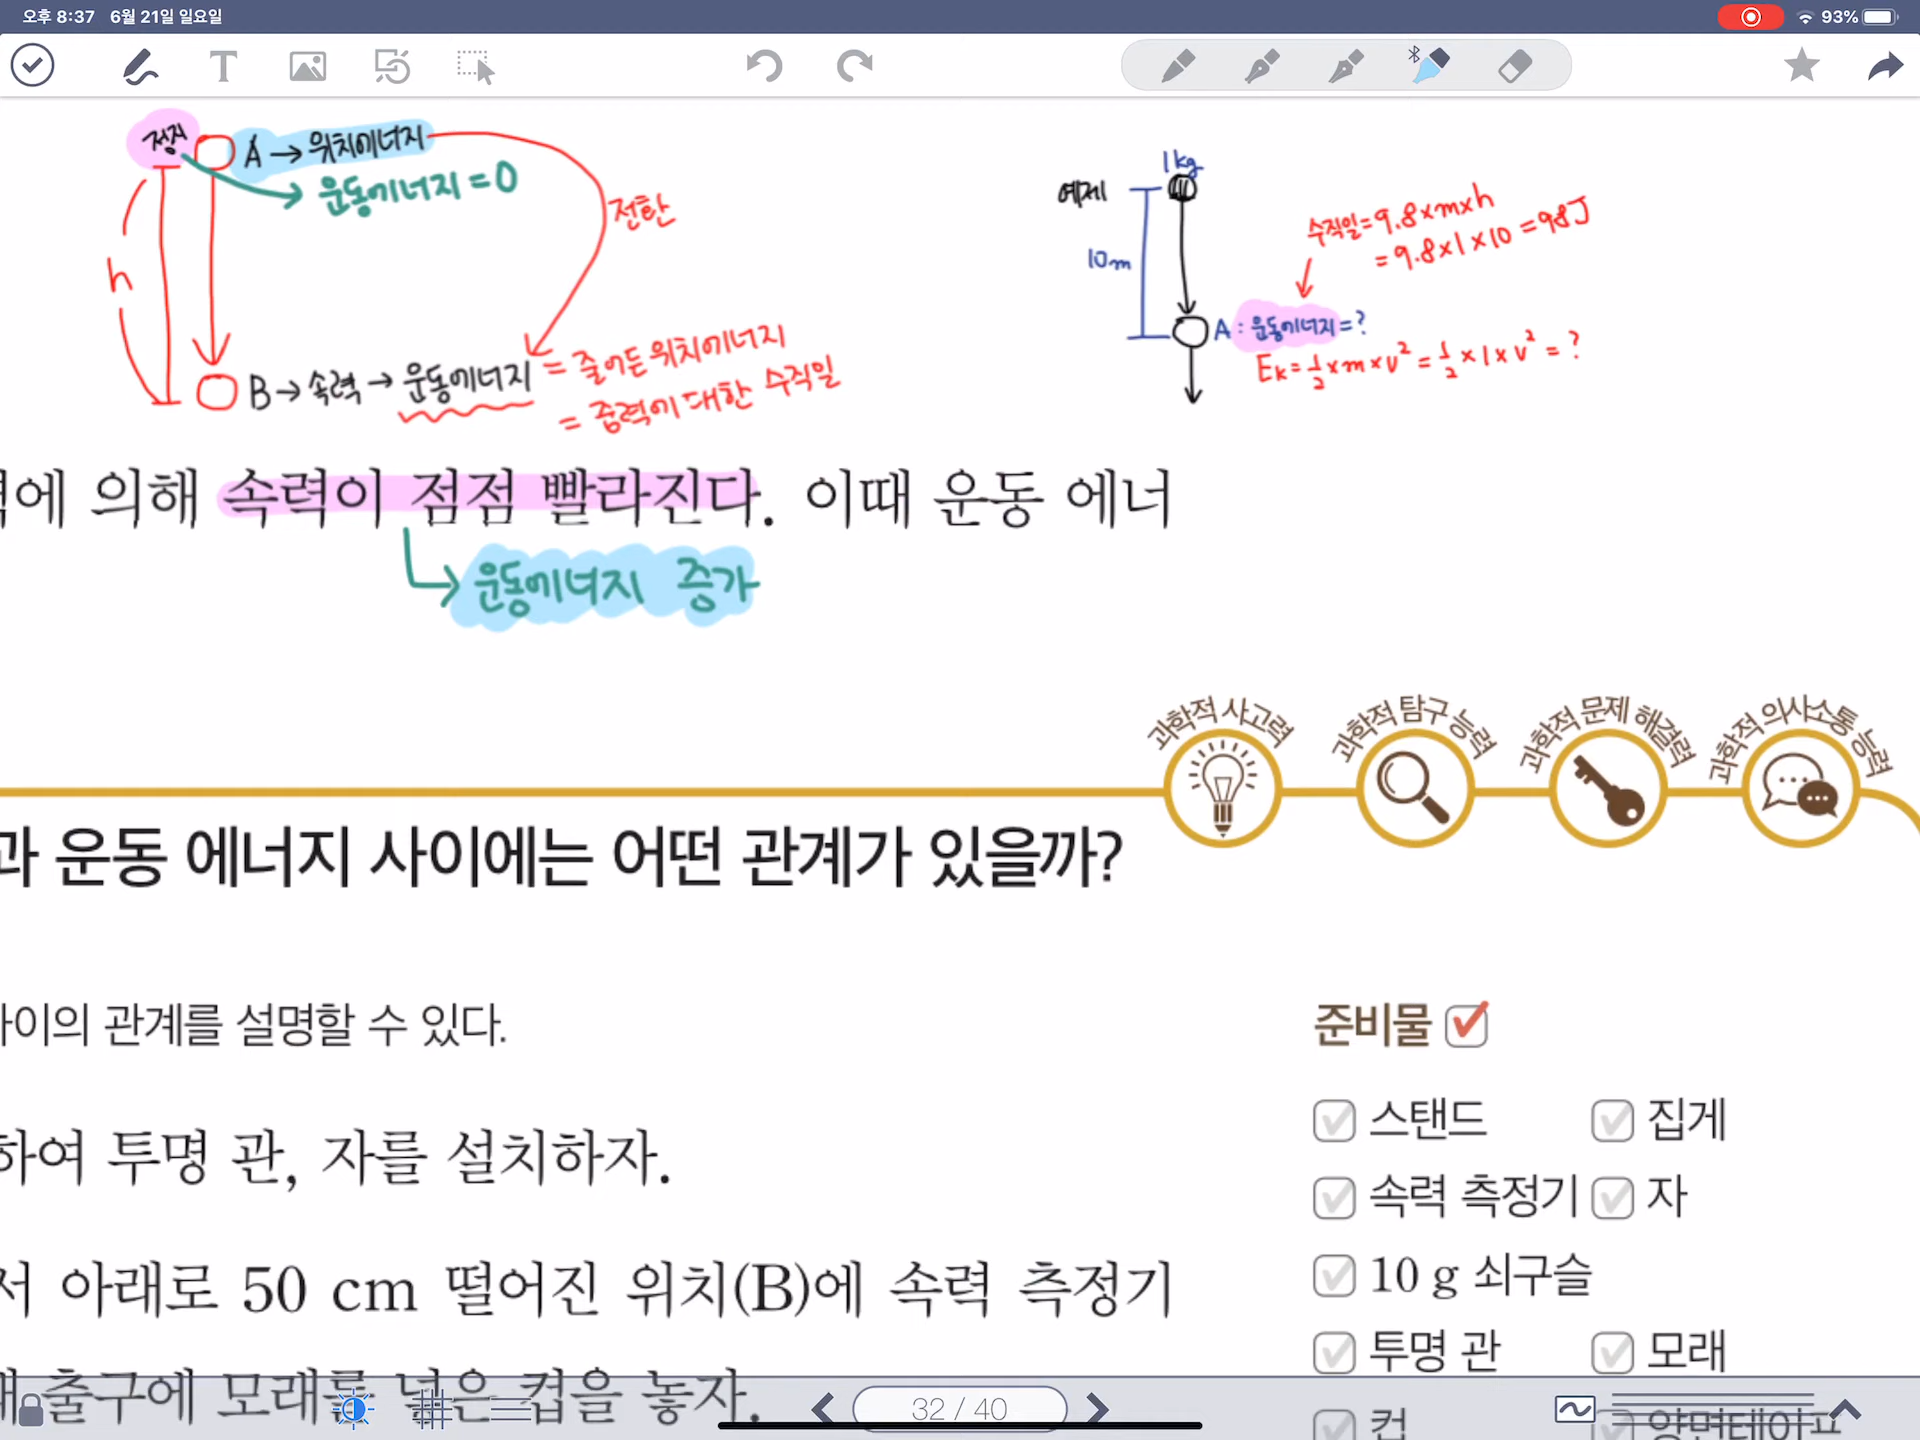 오후 8:37 6월 21일 일요일
93%
T
정지
A → 위치에너지
→ 운동에너지 = 0
전환
h
B → 속력 → 운동에너지 = 줄어든 위치에너지
= 중력에 대한 수직일
예제
1kg
10m
수직일 = 9.8×m×h
= 9.8×1×10 = 98J
A : 운동에너지 = ?
Ek = ½×m×v² = ½×1×v² = ?
에 의해 속력이 점점 빨라진다. 이때 운동 에너
→ 운동에너지 증가
과학적 사고력
과학적 탐구 능력
과학적 문제 해결력
과학적 의사소통 능력
과 운동 에너지 사이에는 어떤 관계가 있을까?
사이의 관계를 설명할 수 있다.
준비물
스탠드 집게
하여 투명 관, 자를 설치하자.
속력 측정기 자
서 아래로 50 cm 떨어진 위치(B)에 속력 측정기
10 g 쇠구슬
투명 관 모래
출구에 모래를 넣은 컵을 놓자.
32 / 40
컵 양면테이프